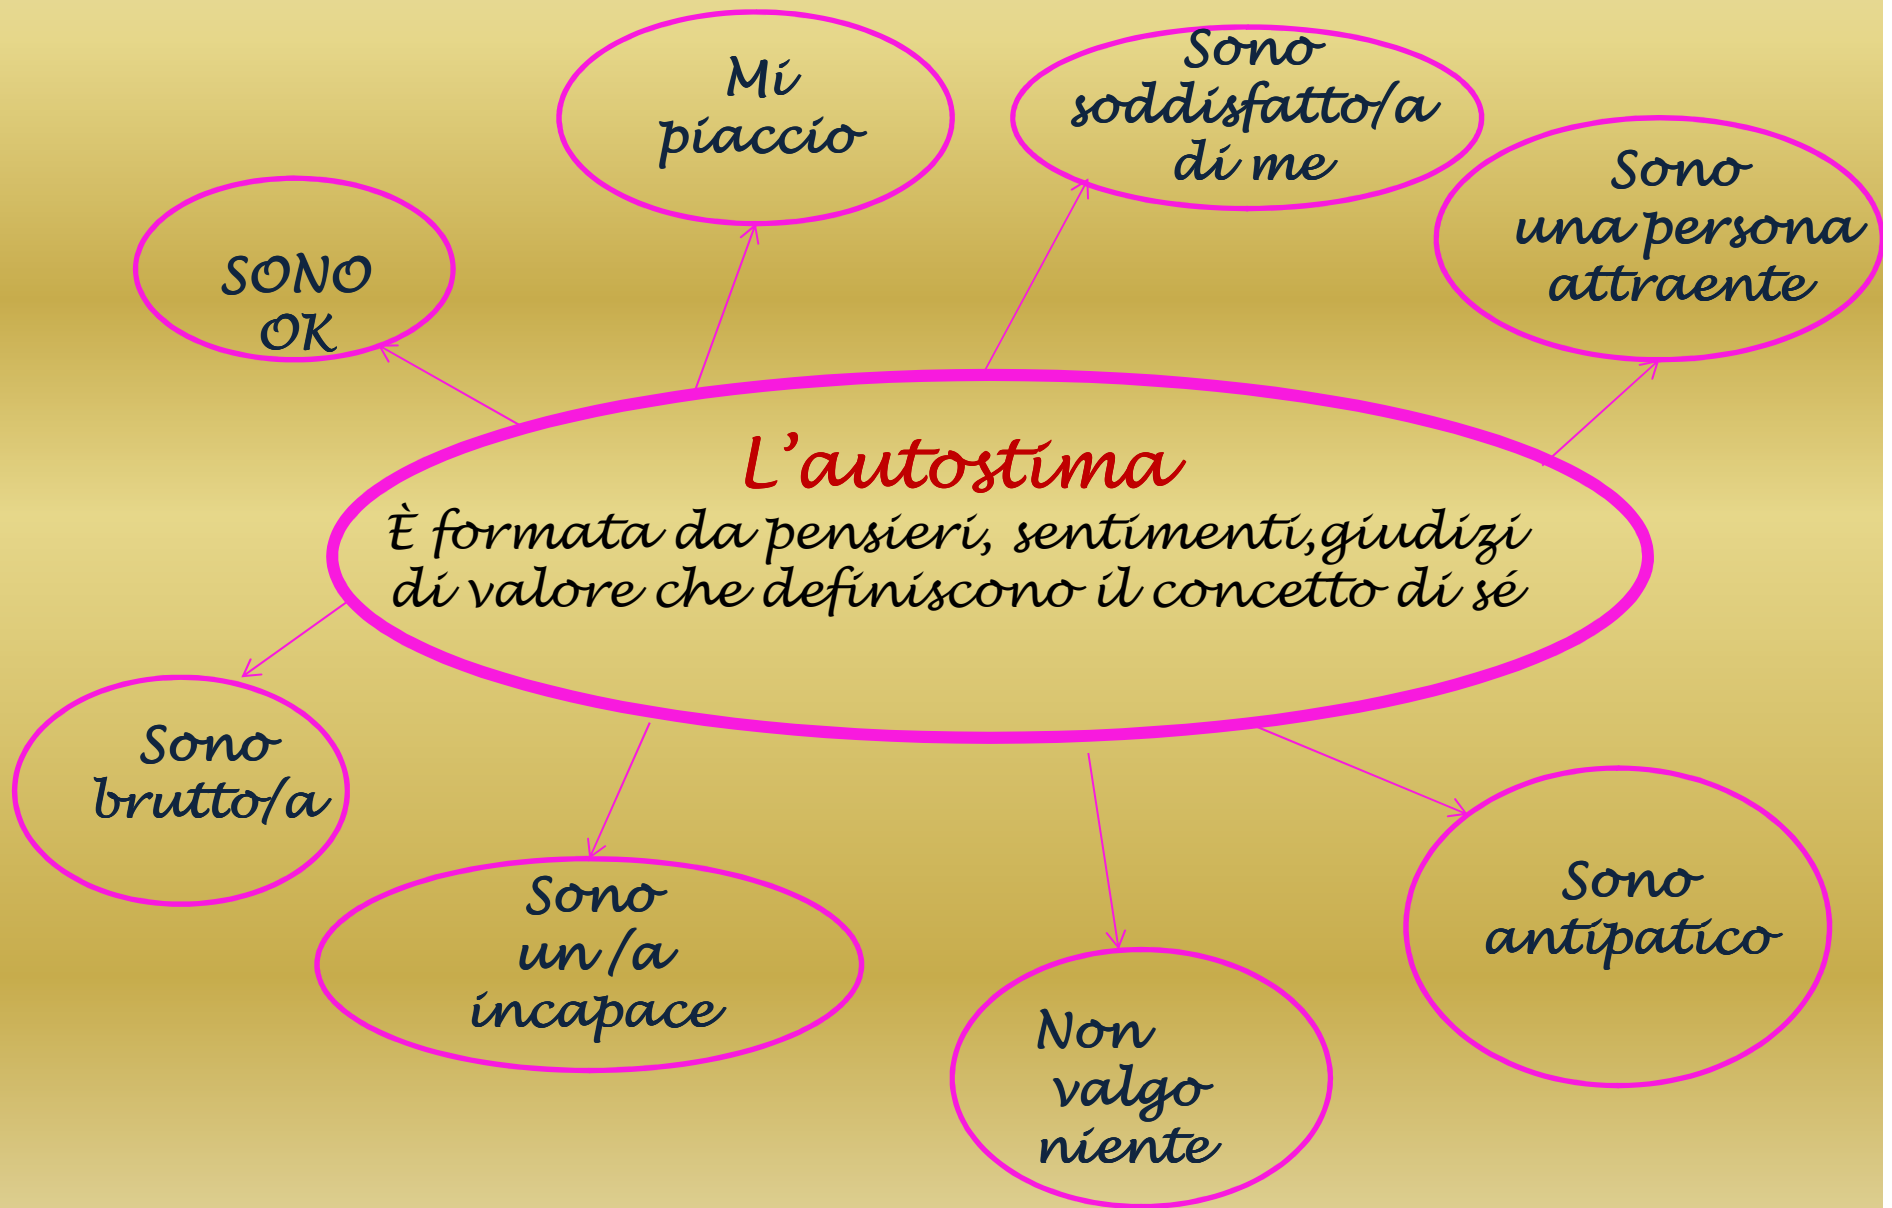 Mi
piaccio
Sono
soddisfatto/a
di me
Sono
una persona
attraente
SONO
OK
L’autostima
È formata da pensieri, sentimenti,giudizi
di valore che definiscono il concetto di sé
Sono
brutto/a
Sono
un /a
incapace
Non
valgo
niente
Sono
antipatico